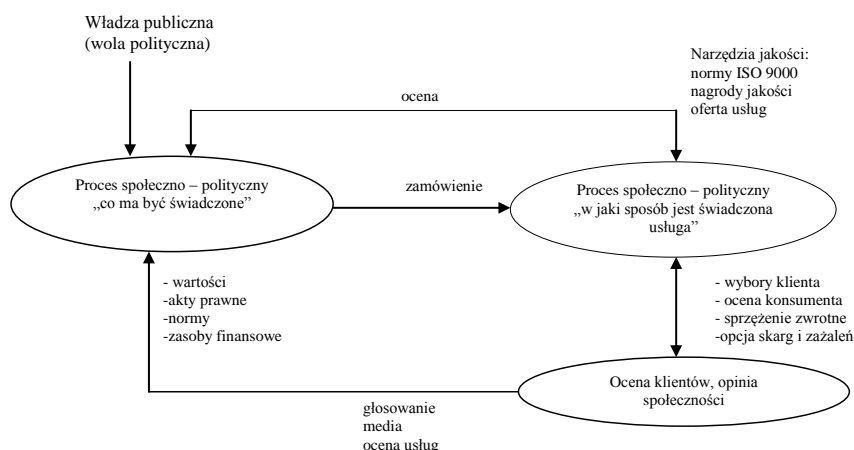 Władza publiczna
(wola polityczna)
Narzędzia jakości:
normy ISO 9000
nagrody jakości
oferta usług
ocena
Proces społeczno – polityczny
„co ma być świadczone”
zamówienie
Proces społeczno – polityczny
„w jaki sposób jest świadczona
usługa”
- wartości
-akty prawne
-normy
-zasoby finansowe
- wybory klienta
- ocena konsumenta
- sprzężenie zwrotne
-opcja skarg i zażaleń
Ocena klientów, opinia
społeczności
głosowanie
media
ocena usług